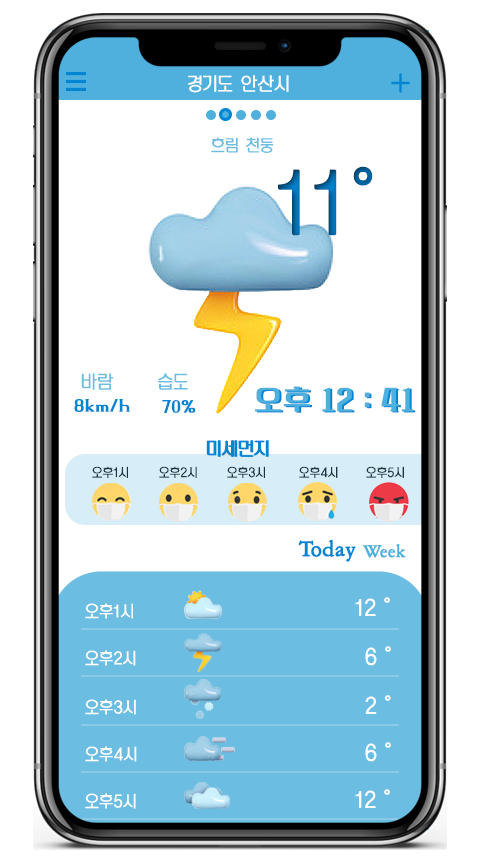 경기도 안산시
흐림 천둥
11°
바람 습도
8km/h 70% 오후 12 : 41
미세먼지
오후1시 오후2시 오후3시 오후4시 오후5시
Today Week
오후1시 12 °
오후2시 6 °
오후3시 2 °
오후4시 6 °
오후5시 12 °